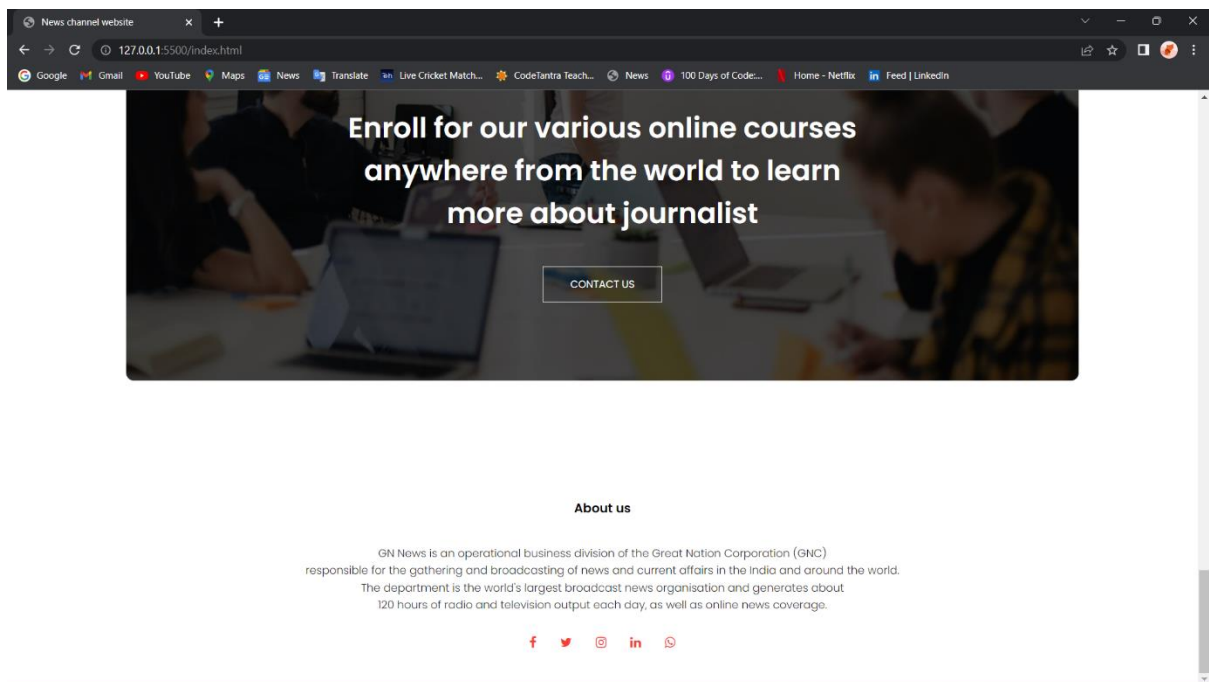 News channel website
127.0.0.1:5500/index.html
Google Gmail YouTube Maps News Translate Live Cricket Match... CodeTantra Teach... News 100 Days of Code:... Home - Netflix Feed | LinkedIn
Enroll for our various online courses
anywhere from the world to learn
more about journalist
CONTACT US
About us
GN News is an operational business division of the Great Nation Corporation (GNC)
responsible for the gathering and broadcasting of news and current affairs in the India and around the world.
The department is the world's largest broadcast news organisation and generates about
120 hours of radio and television output each day, as well as online news coverage.